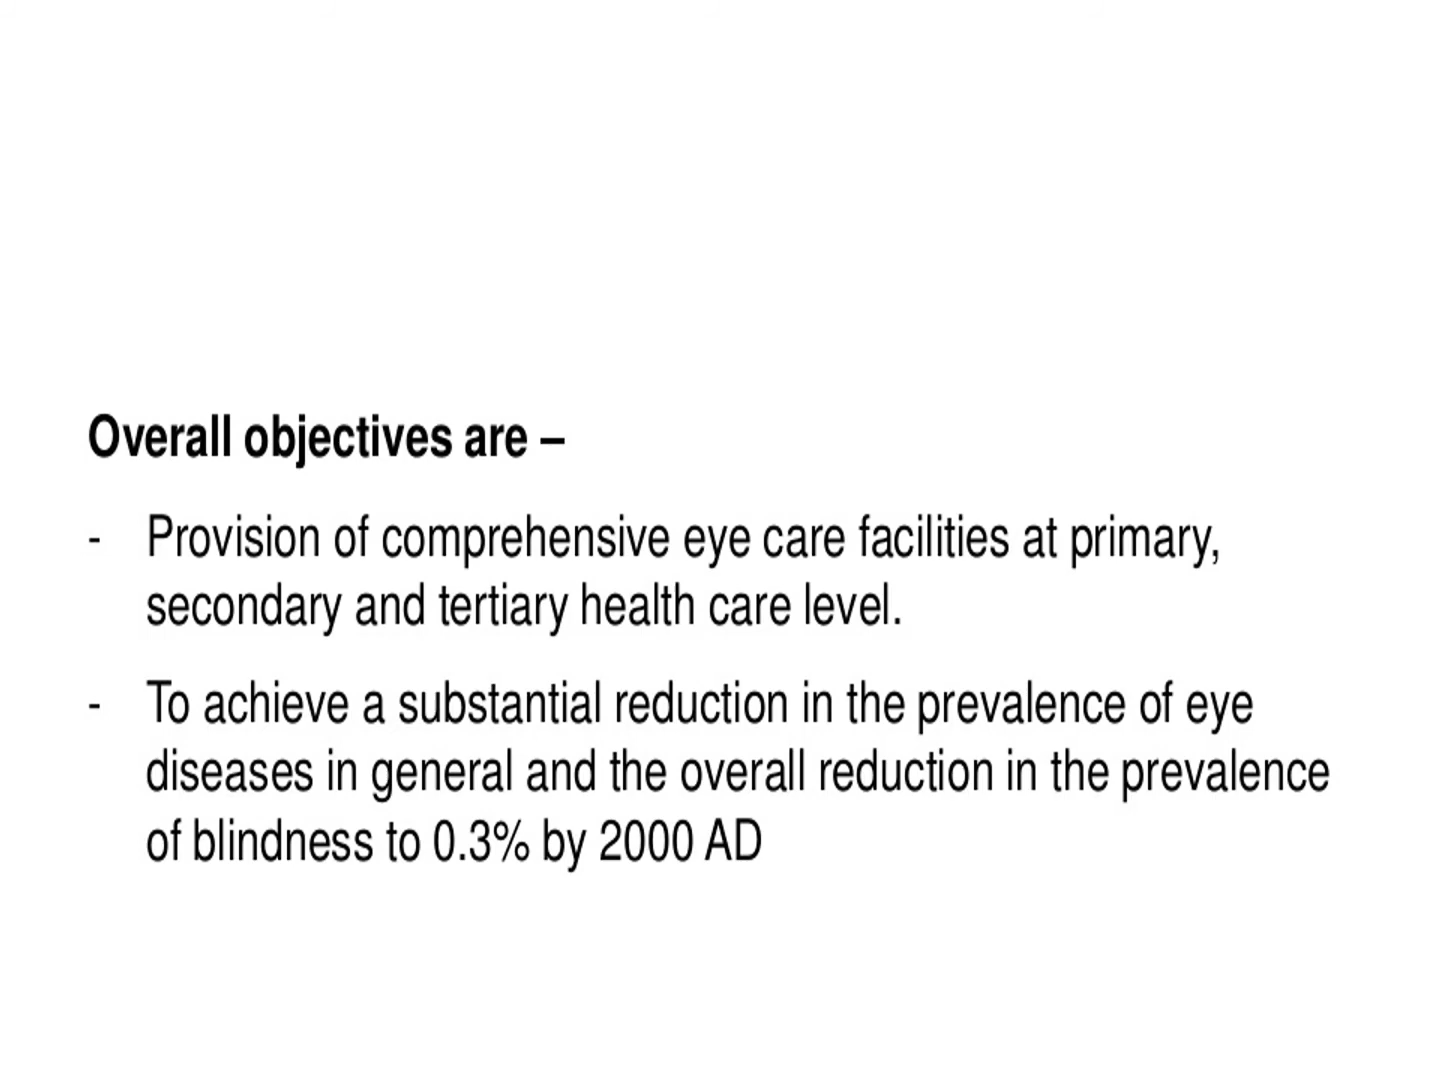 Overall objectives are –
- Provision of comprehensive eye care facilities at primary,
secondary and tertiary health care level.
- To achieve a substantial reduction in the prevalence of eye
diseases in general and the overall reduction in the prevalence
of blindness to 0.3% by 2000 AD